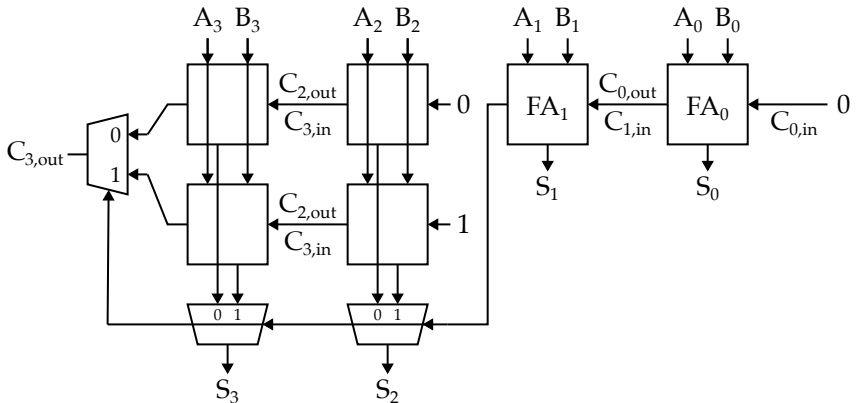 A3 B3 A2 B2 A1 B1 A0 B0
C2,out C0,out
0 FA1 FA0 0
C3,in C1,in C0,in
0
C3,out
1
S1 S0
C2,out
1
C3,in
0 1 0 1
S3 S2